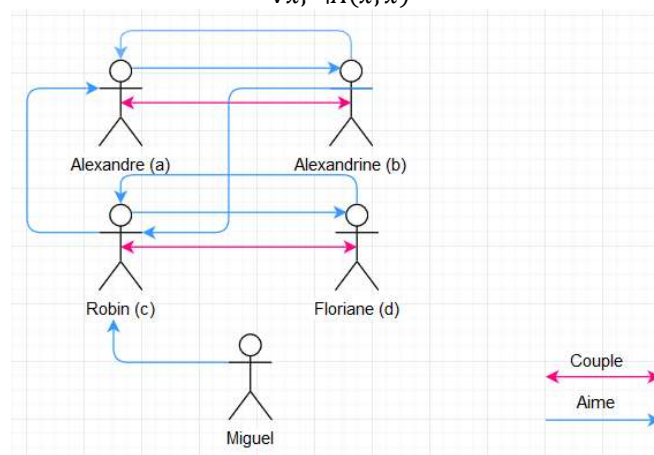 ∀x, ¬A(x, x)
Alexandre (a)
Alexandrine (b)
Robin (c)
Floriane (d)
Couple
Aime
Miguel